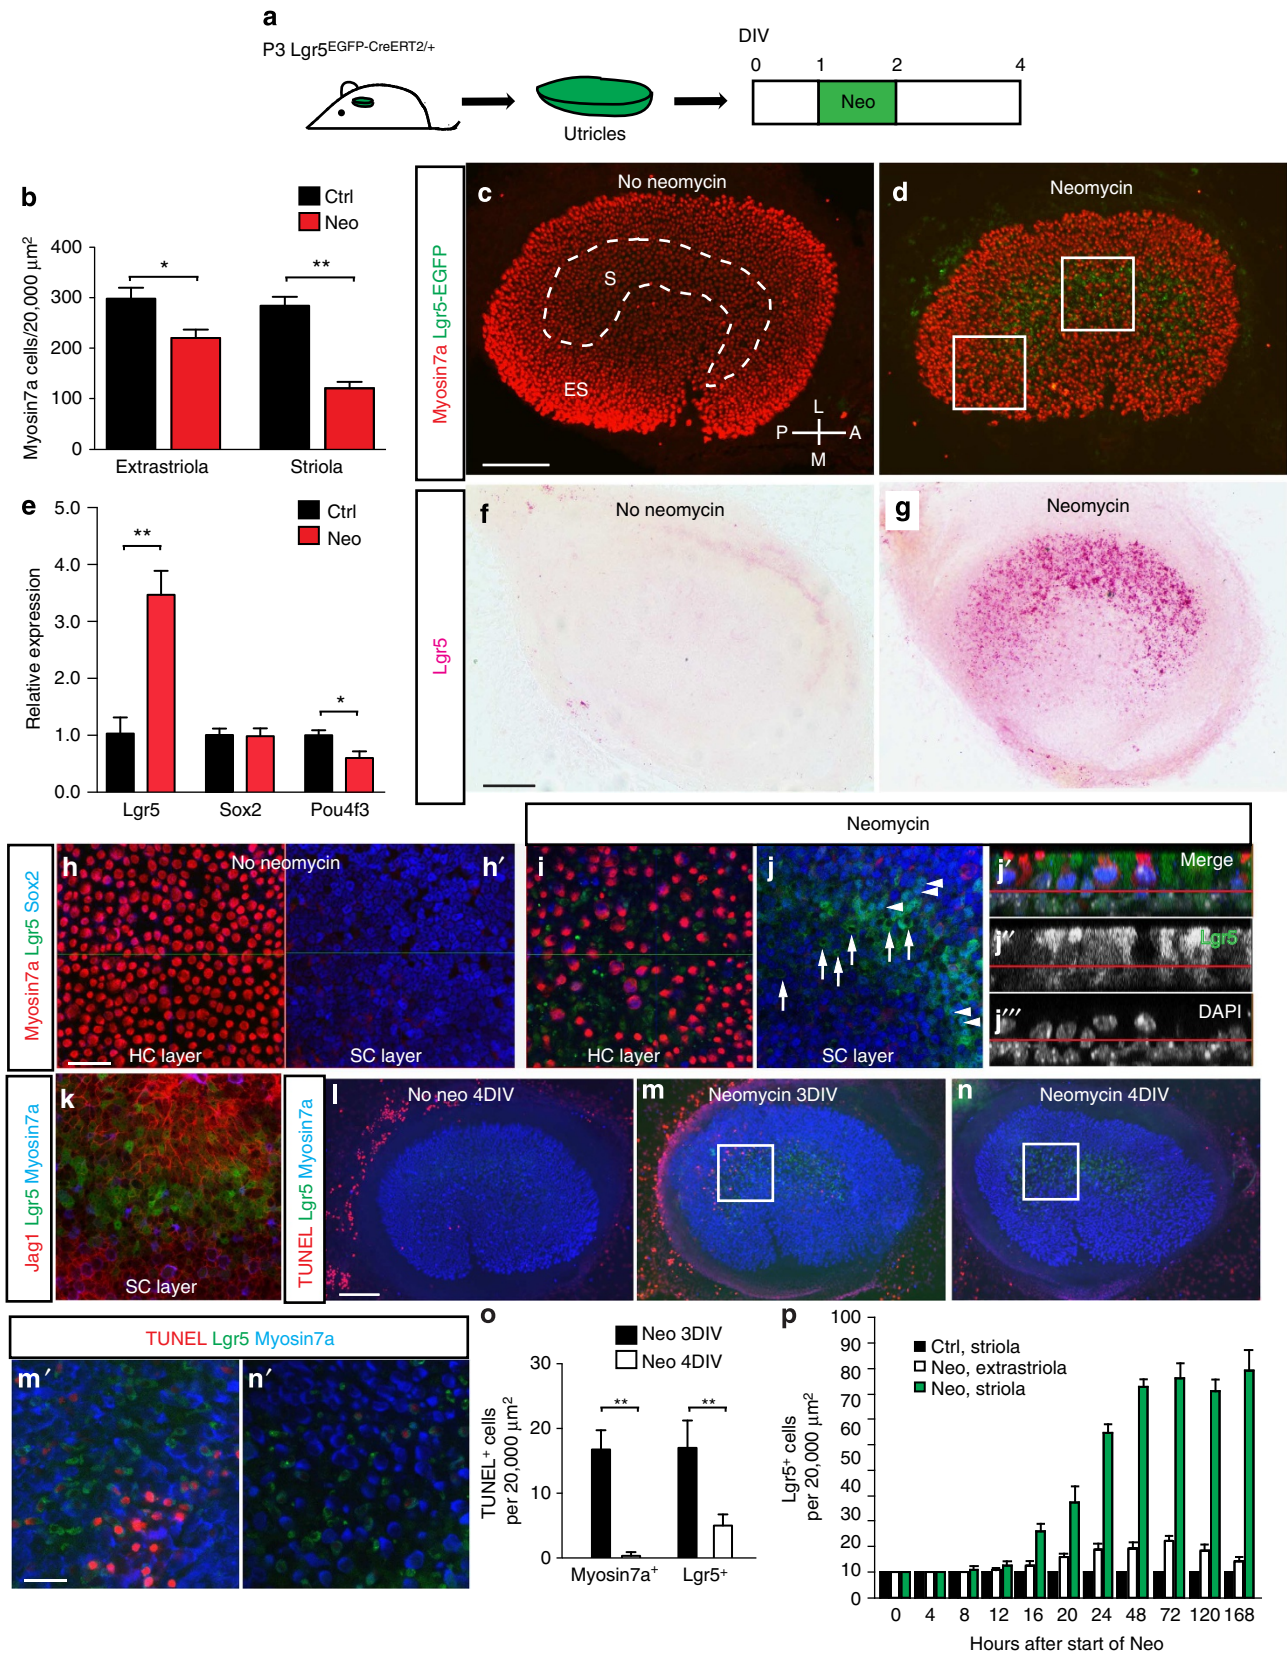 a
P3 Lgr5EGFP-CreERT2/+
Utricles
DIV
0 1 2 4
Neo
b
Ctrl
Neo
Myosin7a cells/20,000 µm²
400
300
200
100
0
* **
Extrastriola Striola
Myosin7a Lgr5-EGFP
c
No neomycin
S
ES
L
P A
M
d
Neomycin
e
Ctrl
Neo
Relative expression
5.0
4.0
3.0
2.0
1.0
0.0
**
*
Lgr5 Sox2 Pou4f3
Lgr5
f
No neomycin
g
Neomycin
Neomycin
Myosin7a Lgr5 Sox2
h
No neomycin
h′
HC layer
SC layer
i
HC layer
j
SC layer
j′
Merge
j″
Lgr5
j‴
DAPI
Jag1 Lgr5 Myosin7a
k
SC layer
TUNEL Lgr5 Myosin7a
l
No neo 4DIV
m
Neomycin 3DIV
n
Neomycin 4DIV
TUNEL Lgr5 Myosin7a
m′
n′
o
Neo 3DIV
Neo 4DIV
TUNEL⁺ cells
per 20,000 µm²
30
20
10
0
** **
Myosin7a⁺ Lgr5⁺
p
Ctrl, striola
Neo, extrastriola
Neo, striola
Lgr5⁺ cells
per 20,000 µm²
100
90
80
70
60
50
40
30
20
10
0
0 4 8 12 16 20 24 48 72 120 168
Hours after start of Neo